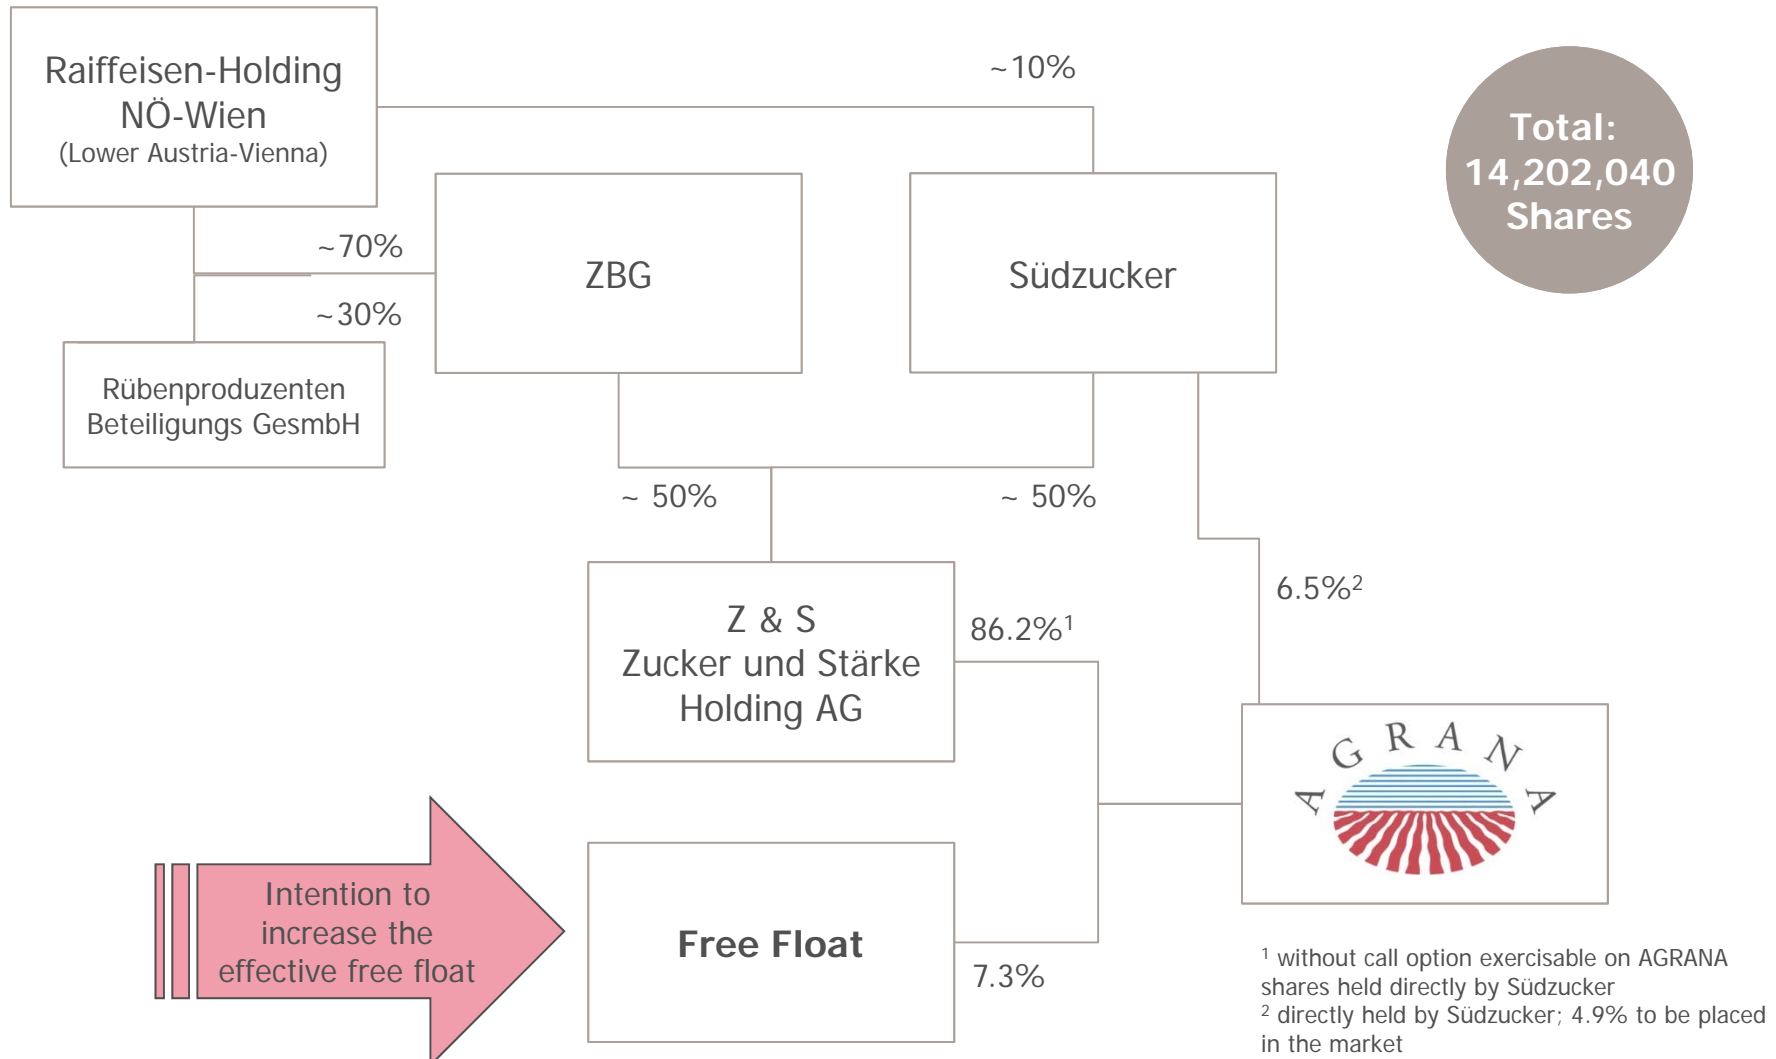 Raiffeisen-Holding
NÖ-Wien
(Lower Austria-Vienna)
~10%
Total:
14,202,040
Shares
~70%
ZBG
Südzucker
~30%
Rübenproduzenten
Beteiligungs GesmbH
~ 50%
~ 50%
6.5%²
Z & S
Zucker und Stärke
Holding AG
86.2%¹
AGRANA
Intention to
increase the
effective free float
Free Float
7.3%
¹ without call option exercisable on AGRANA
shares held directly by Südzucker
² directly held by Südzucker; 4.9% to be placed
in the market